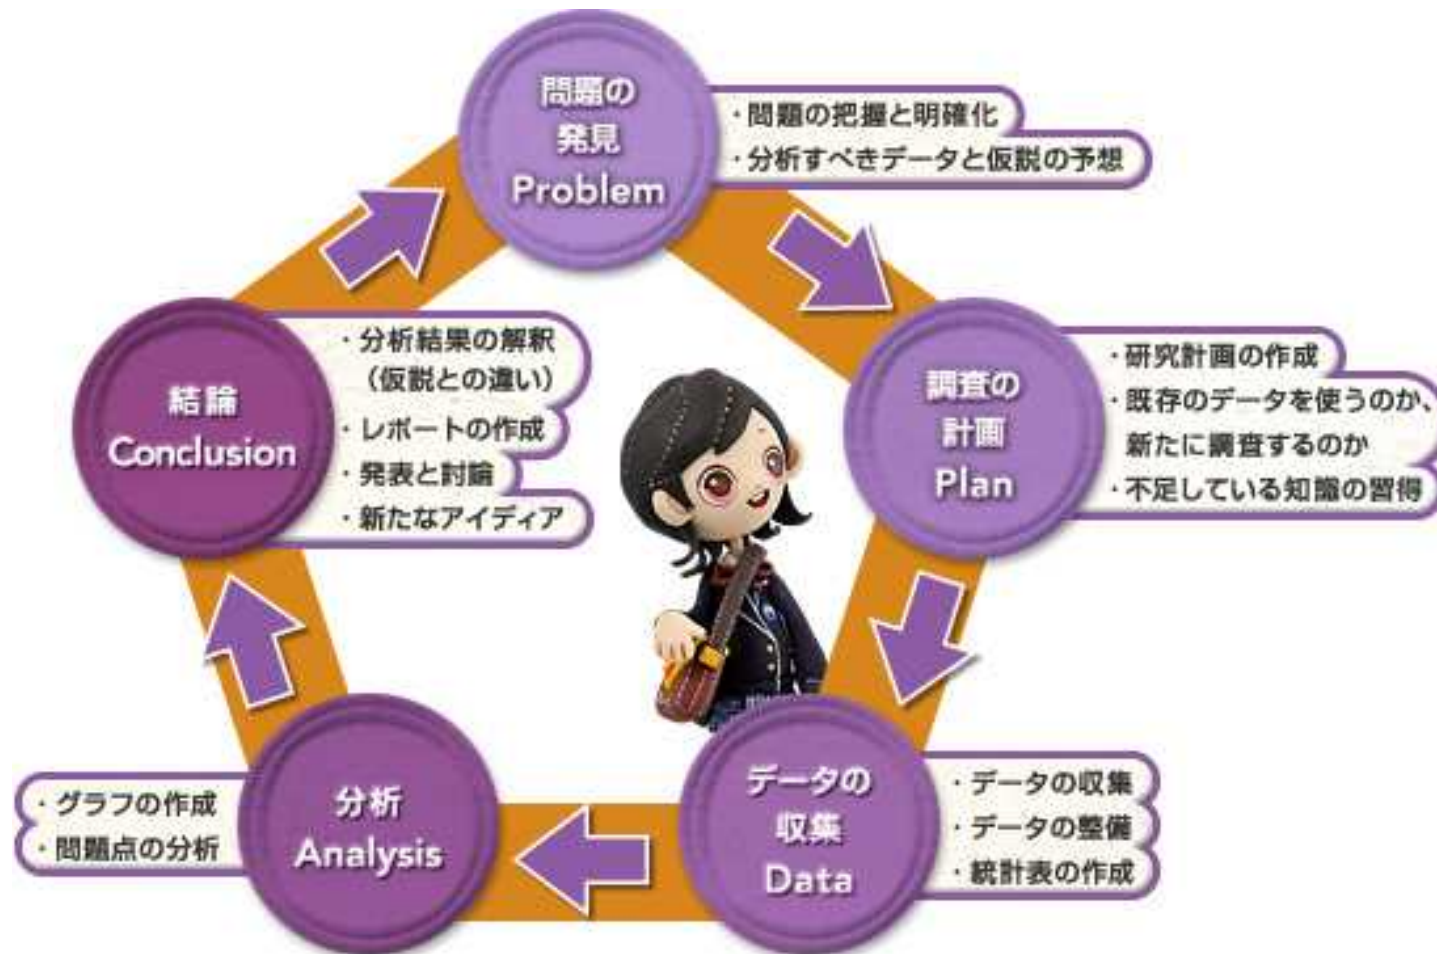 問題の
発見
Problem
・問題の把握と明確化
・分析すべきデータと仮説の予想
調査の
計画
Plan
・研究計画の作成
・既存のデータを使うのか、
新たに調査するのか
・不足している知識の習得
データの
収集
Data
・データの収集
・データの整備
・統計表の作成
分析
Analysis
・グラフの作成
・問題点の分析
結論
Conclusion
・分析結果の解釈
（仮説との違い）
・レポートの作成
・発表と討論
・新たなアイディア